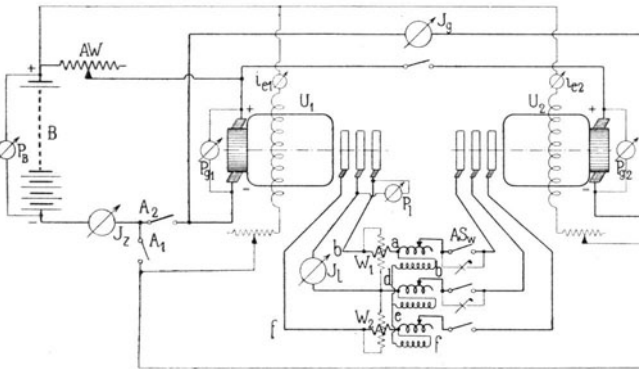 J_g
AW
+
i_e1
i_e2
U_1
U_2
+
+
B
P_B
P_g1
P_g2
-
-
P_l
A_2
J_z
A_1
b
a
AS_w
W_1
b
J_l
d
W_2
e
f
f